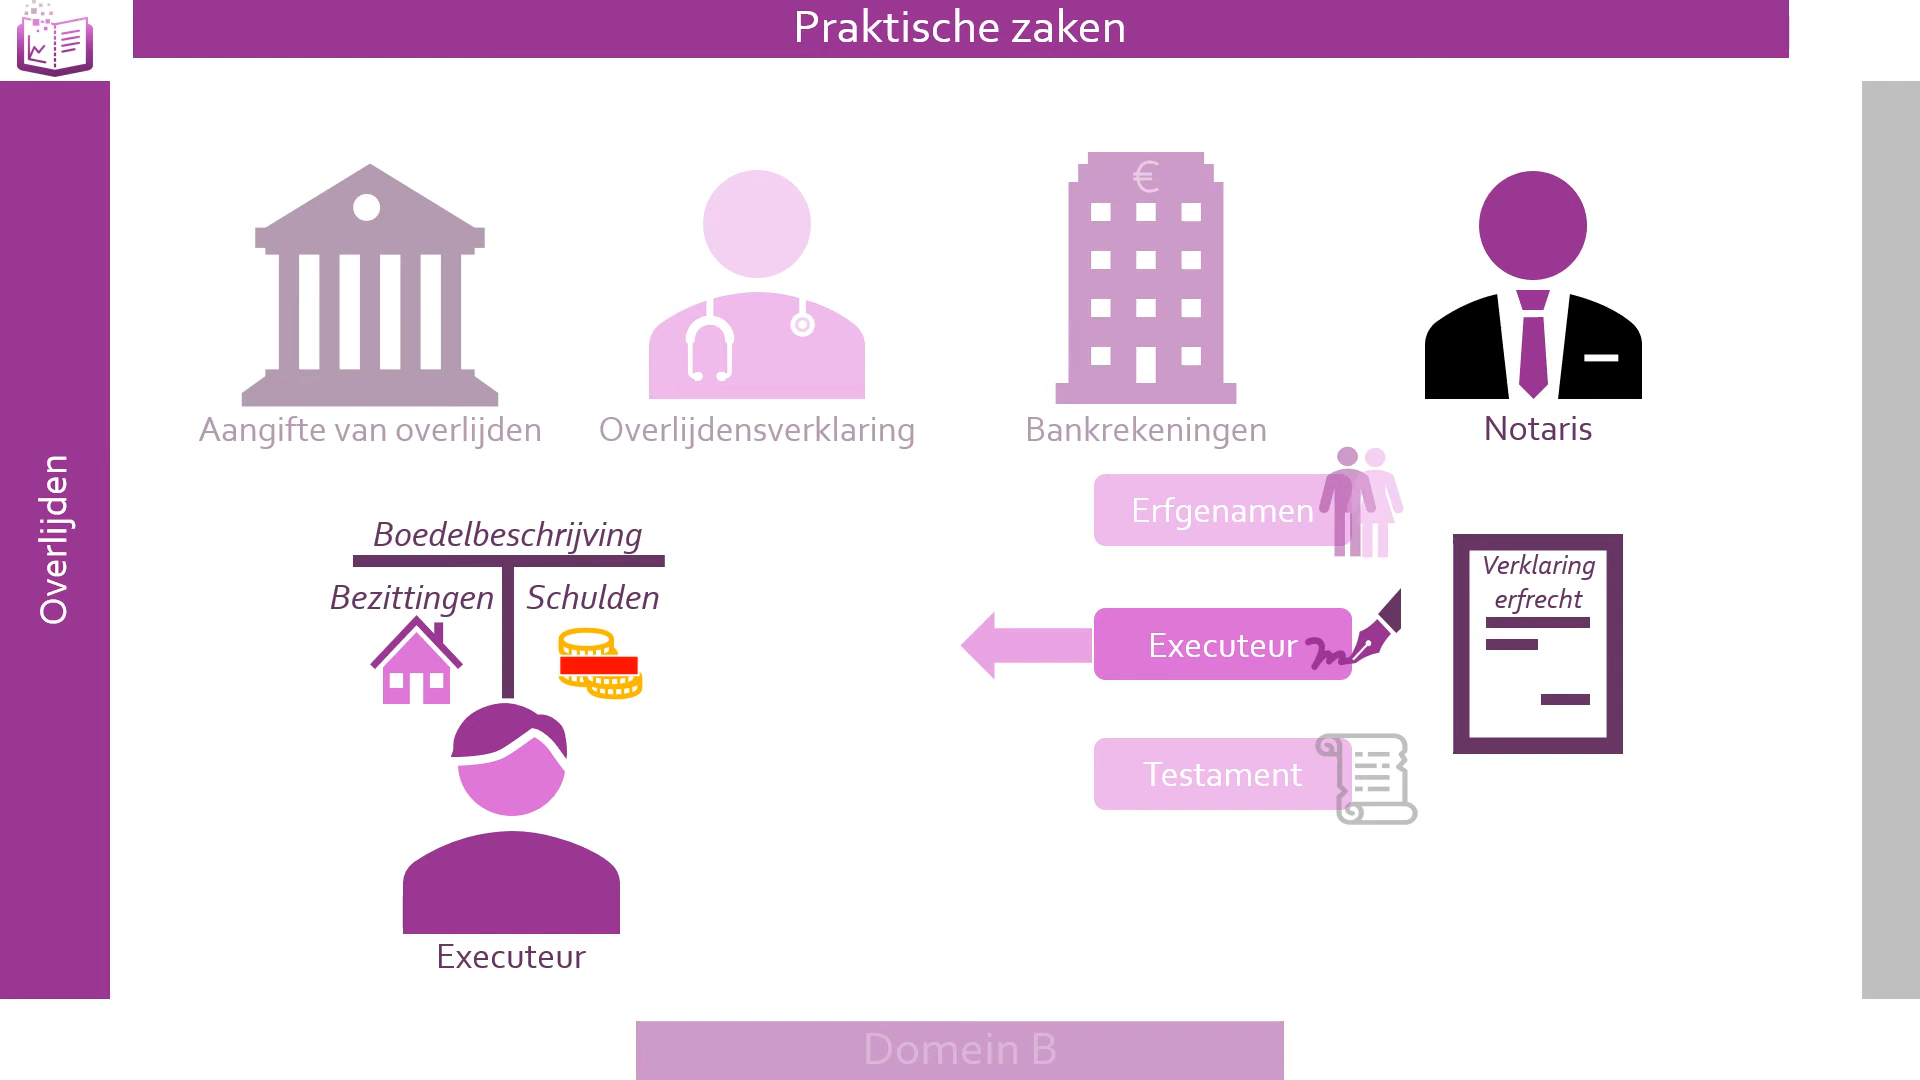 Praktische zaken
Overlijden
€
Aangifte van overlijden
Overlijdensverklaring
Bankrekeningen
Notaris
Erfgenamen
Boedelbeschrijving
Bezittingen
Schulden
Verklaring
erfrecht
Executeur
Testament
Executeur
Domein B